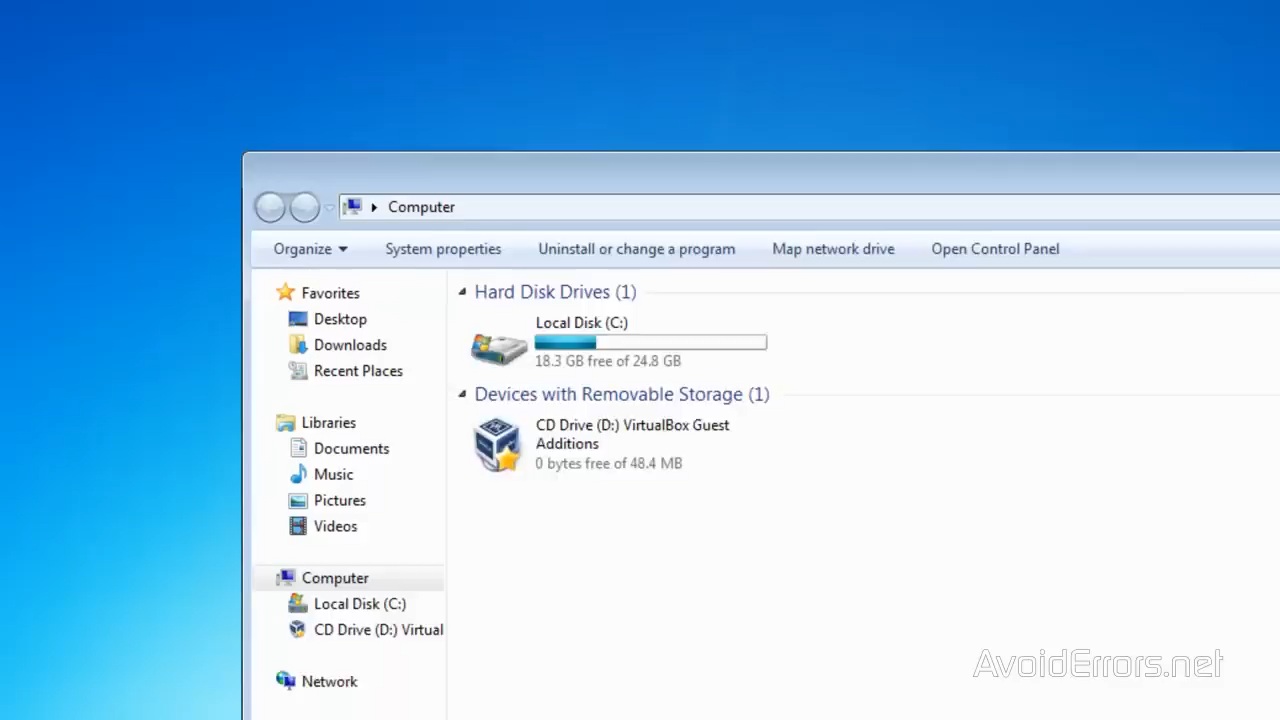 Computer
Organize
System properties
Uninstall or change a program
Map network drive
Open Control Panel
Favorites
Desktop
Downloads
Recent Places
Libraries
Documents
Music
Pictures
Videos
Computer
Local Disk (C:)
CD Drive (D:) Virtual
Network
Hard Disk Drives (1)
Local Disk (C:)
18.3 GB free of 24.8 GB
Devices with Removable Storage (1)
CD Drive (D:) VirtualBox Guest
Additions
0 bytes free of 48.4 MB
AvoidErrors.net